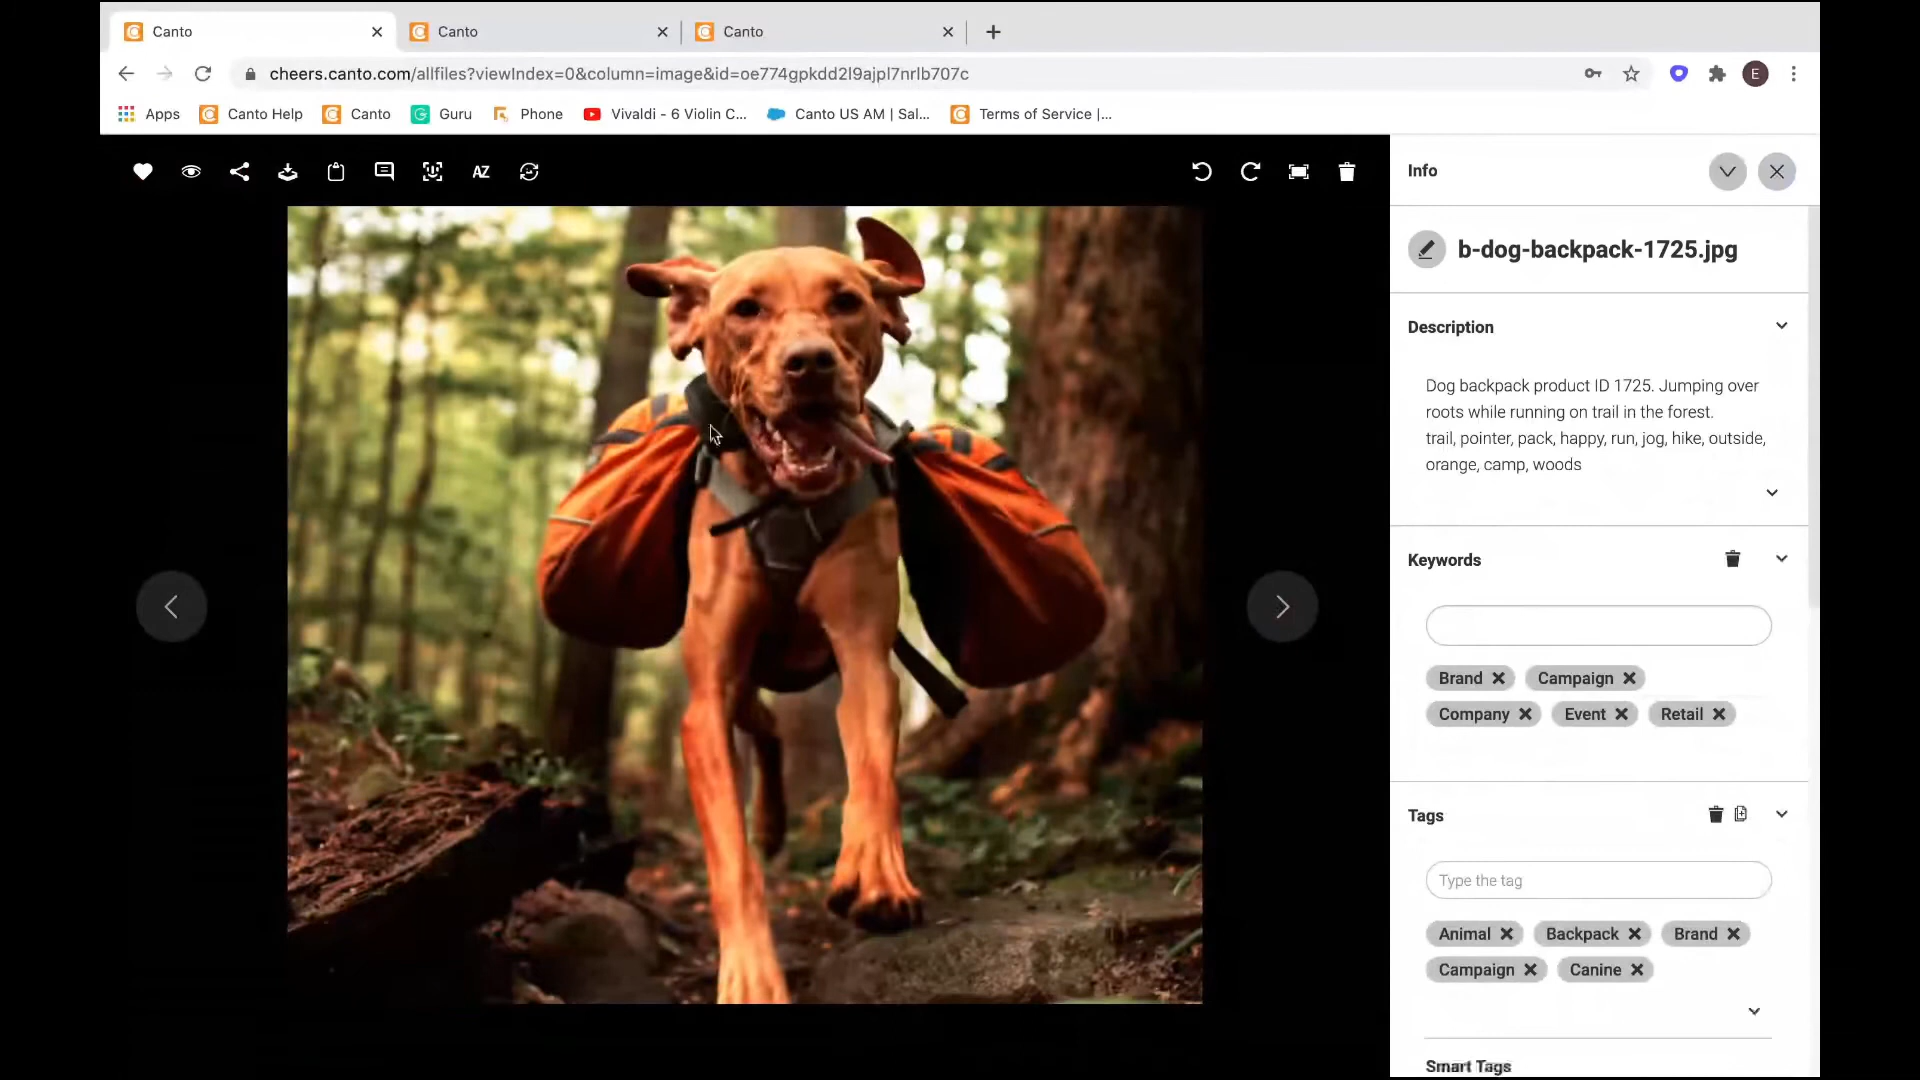 Canto
Canto
Canto
cheers.canto.com/allfiles?viewIndex=0&column=image&id=oe774gpkdd2l9ajpl7nrlb707c
E
Apps
Canto Help
Canto
Guru
Phone
Vivaldi - 6 Violin C...
Canto US AM | Sal...
Terms of Service |...
AZ
Info
b-dog-backpack-1725.jpg
Description
Dog backpack product ID 1725. Jumping over
roots while running on trail in the forest.
trail, pointer, pack, happy, run, jog, hike, outside,
orange, camp, woods
Keywords
Brand
Campaign
Company
Event
Retail
Tags
Type the tag
Animal
Backpack
Brand
Campaign
Canine
Smart Tags